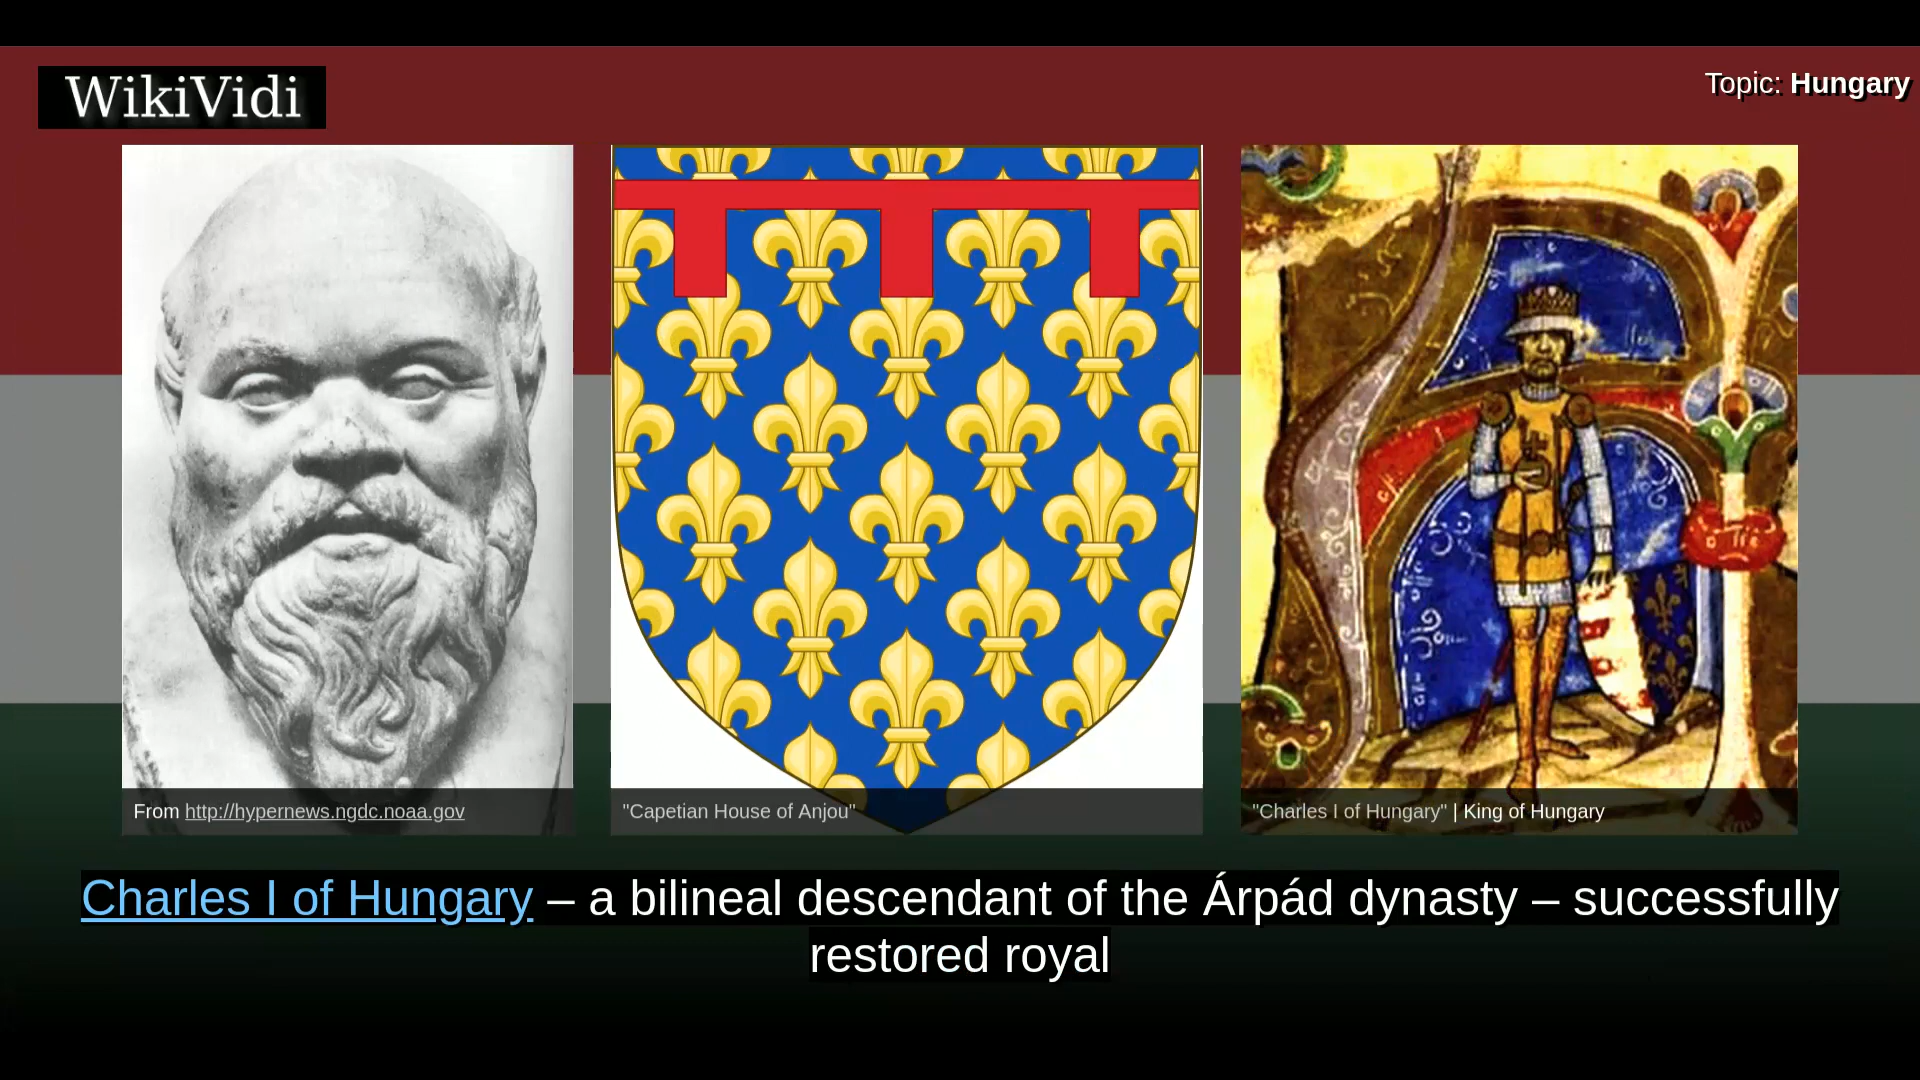 WikiVidi
Topic: Hungary
From http://hypernews.ngdc.noaa.gov
"Capetian House of Anjou"
"Charles I of Hungary" | King of Hungary
Charles I of Hungary – a bilineal descendant of the Árpád dynasty – successfully
restored royal